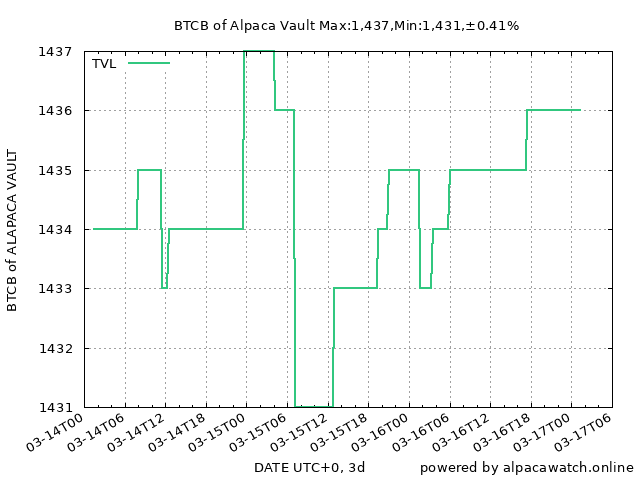 BTCB of Alpaca Vault Max:1,437,Min:1,431,±0.41%
TVL
1437
1436
1435
1434
1433
1432
1431
BTCB of ALAPACA VAULT
03-14T00
03-14T06
03-14T12
03-14T18
03-15T00
03-15T06
03-15T12
03-15T18
03-16T00
03-16T06
03-16T12
03-16T18
03-17T00
03-17T06
DATE UTC+0, 3d
powered by alpacawatch.online